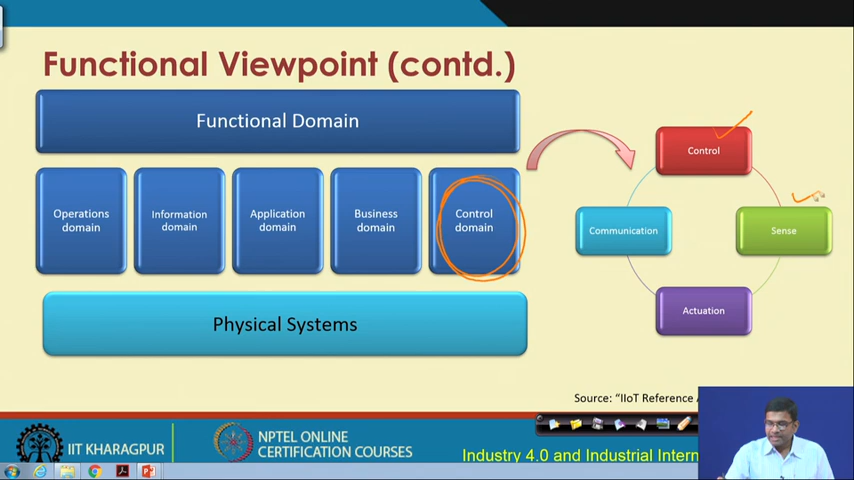 Functional Viewpoint (contd.)
Functional Domain
Operations
domain
Information
domain
Application
domain
Business
domain
Control
domain
Physical Systems
Control
Sense
Actuation
Communication
Source: "IIoT Reference
IIT KHARAGPUR
NPTEL ONLINE
CERTIFICATION COURSES
Industry 4.0 and Industrial